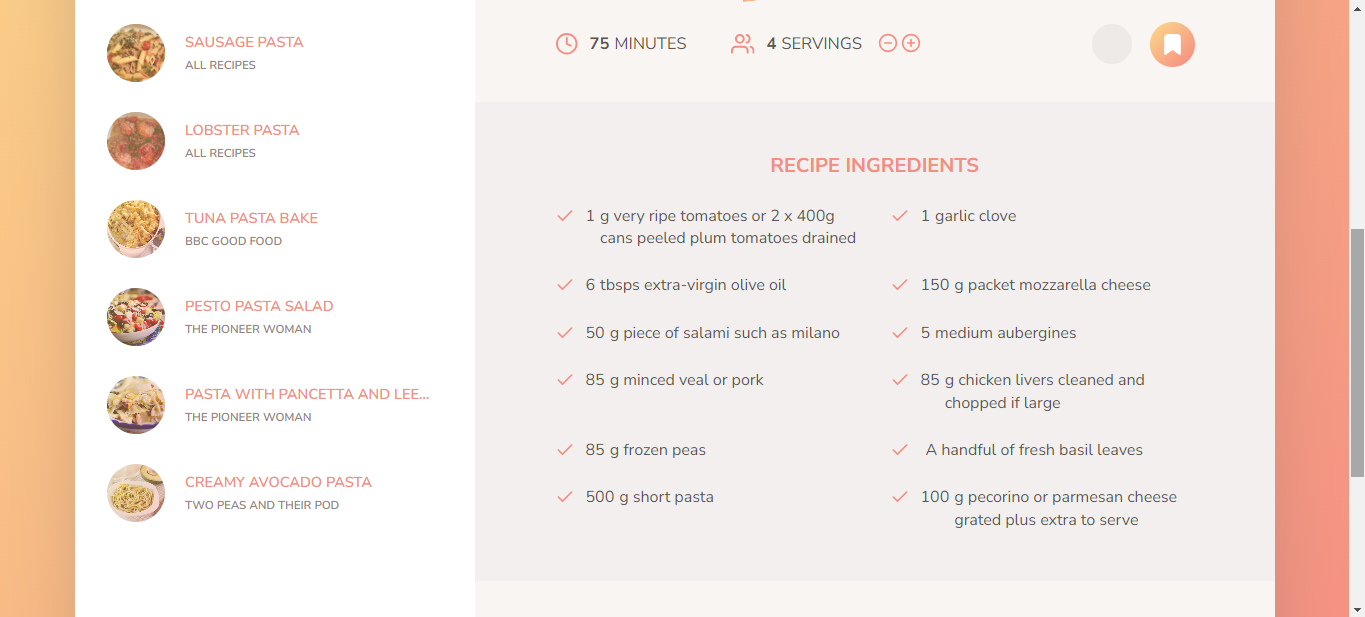 SAUSAGE PASTA
ALL RECIPES
LOBSTER PASTA
ALL RECIPES
TUNA PASTA BAKE
BBC GOOD FOOD
PESTO PASTA SALAD
THE PIONEER WOMAN
PASTA WITH PANCETTA AND LEE...
THE PIONEER WOMAN
CREAMY AVOCADO PASTA
TWO PEAS AND THEIR POD
75 MINUTES
4 SERVINGS
RECIPE INGREDIENTS
1 g very ripe tomatoes or 2 x 400g
cans peeled plum tomatoes drained
1 garlic clove
6 tbsps extra-virgin olive oil
150 g packet mozzarella cheese
50 g piece of salami such as milano
5 medium aubergines
85 g minced veal or pork
85 g chicken livers cleaned and
chopped if large
85 g frozen peas
A handful of fresh basil leaves
500 g short pasta
100 g pecorino or parmesan cheese
grated plus extra to serve